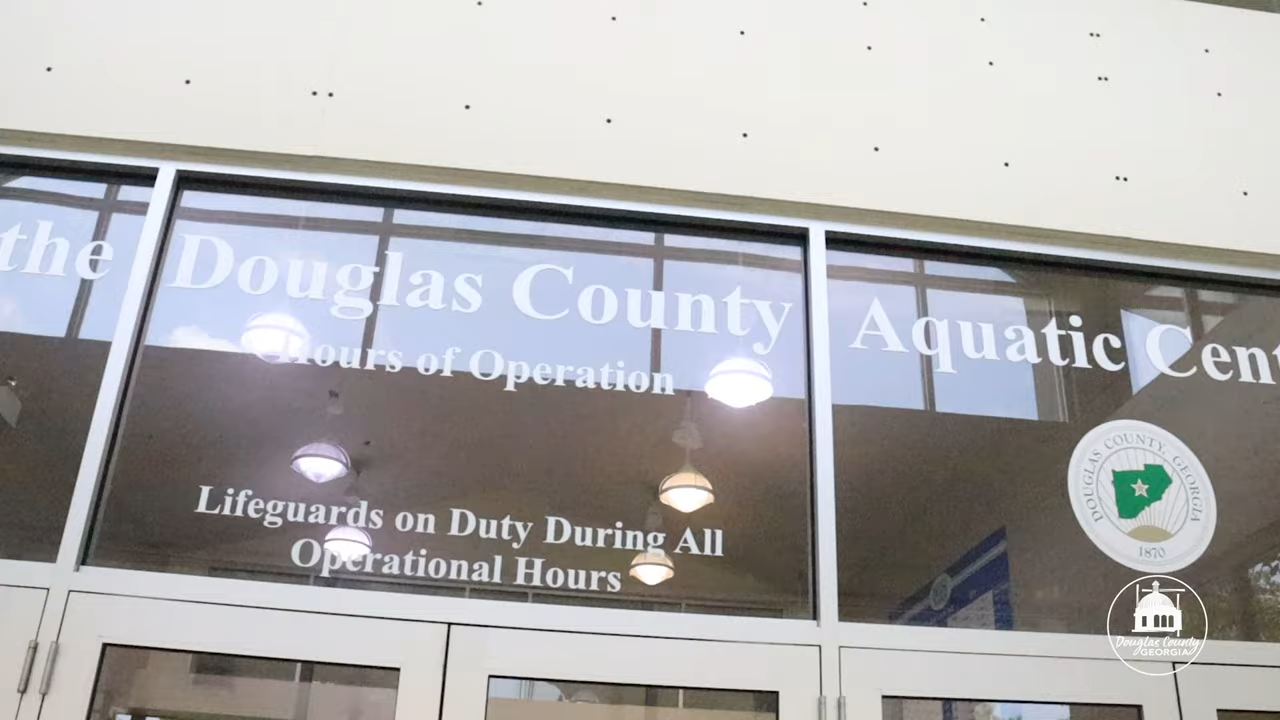 the Douglas County Aquatic Cent
Hours of Operation
Lifeguards on Duty During All
Operational Hours
DOUGLAS COUNTY, GEORGIA
1870
Douglas County
GEORGIA